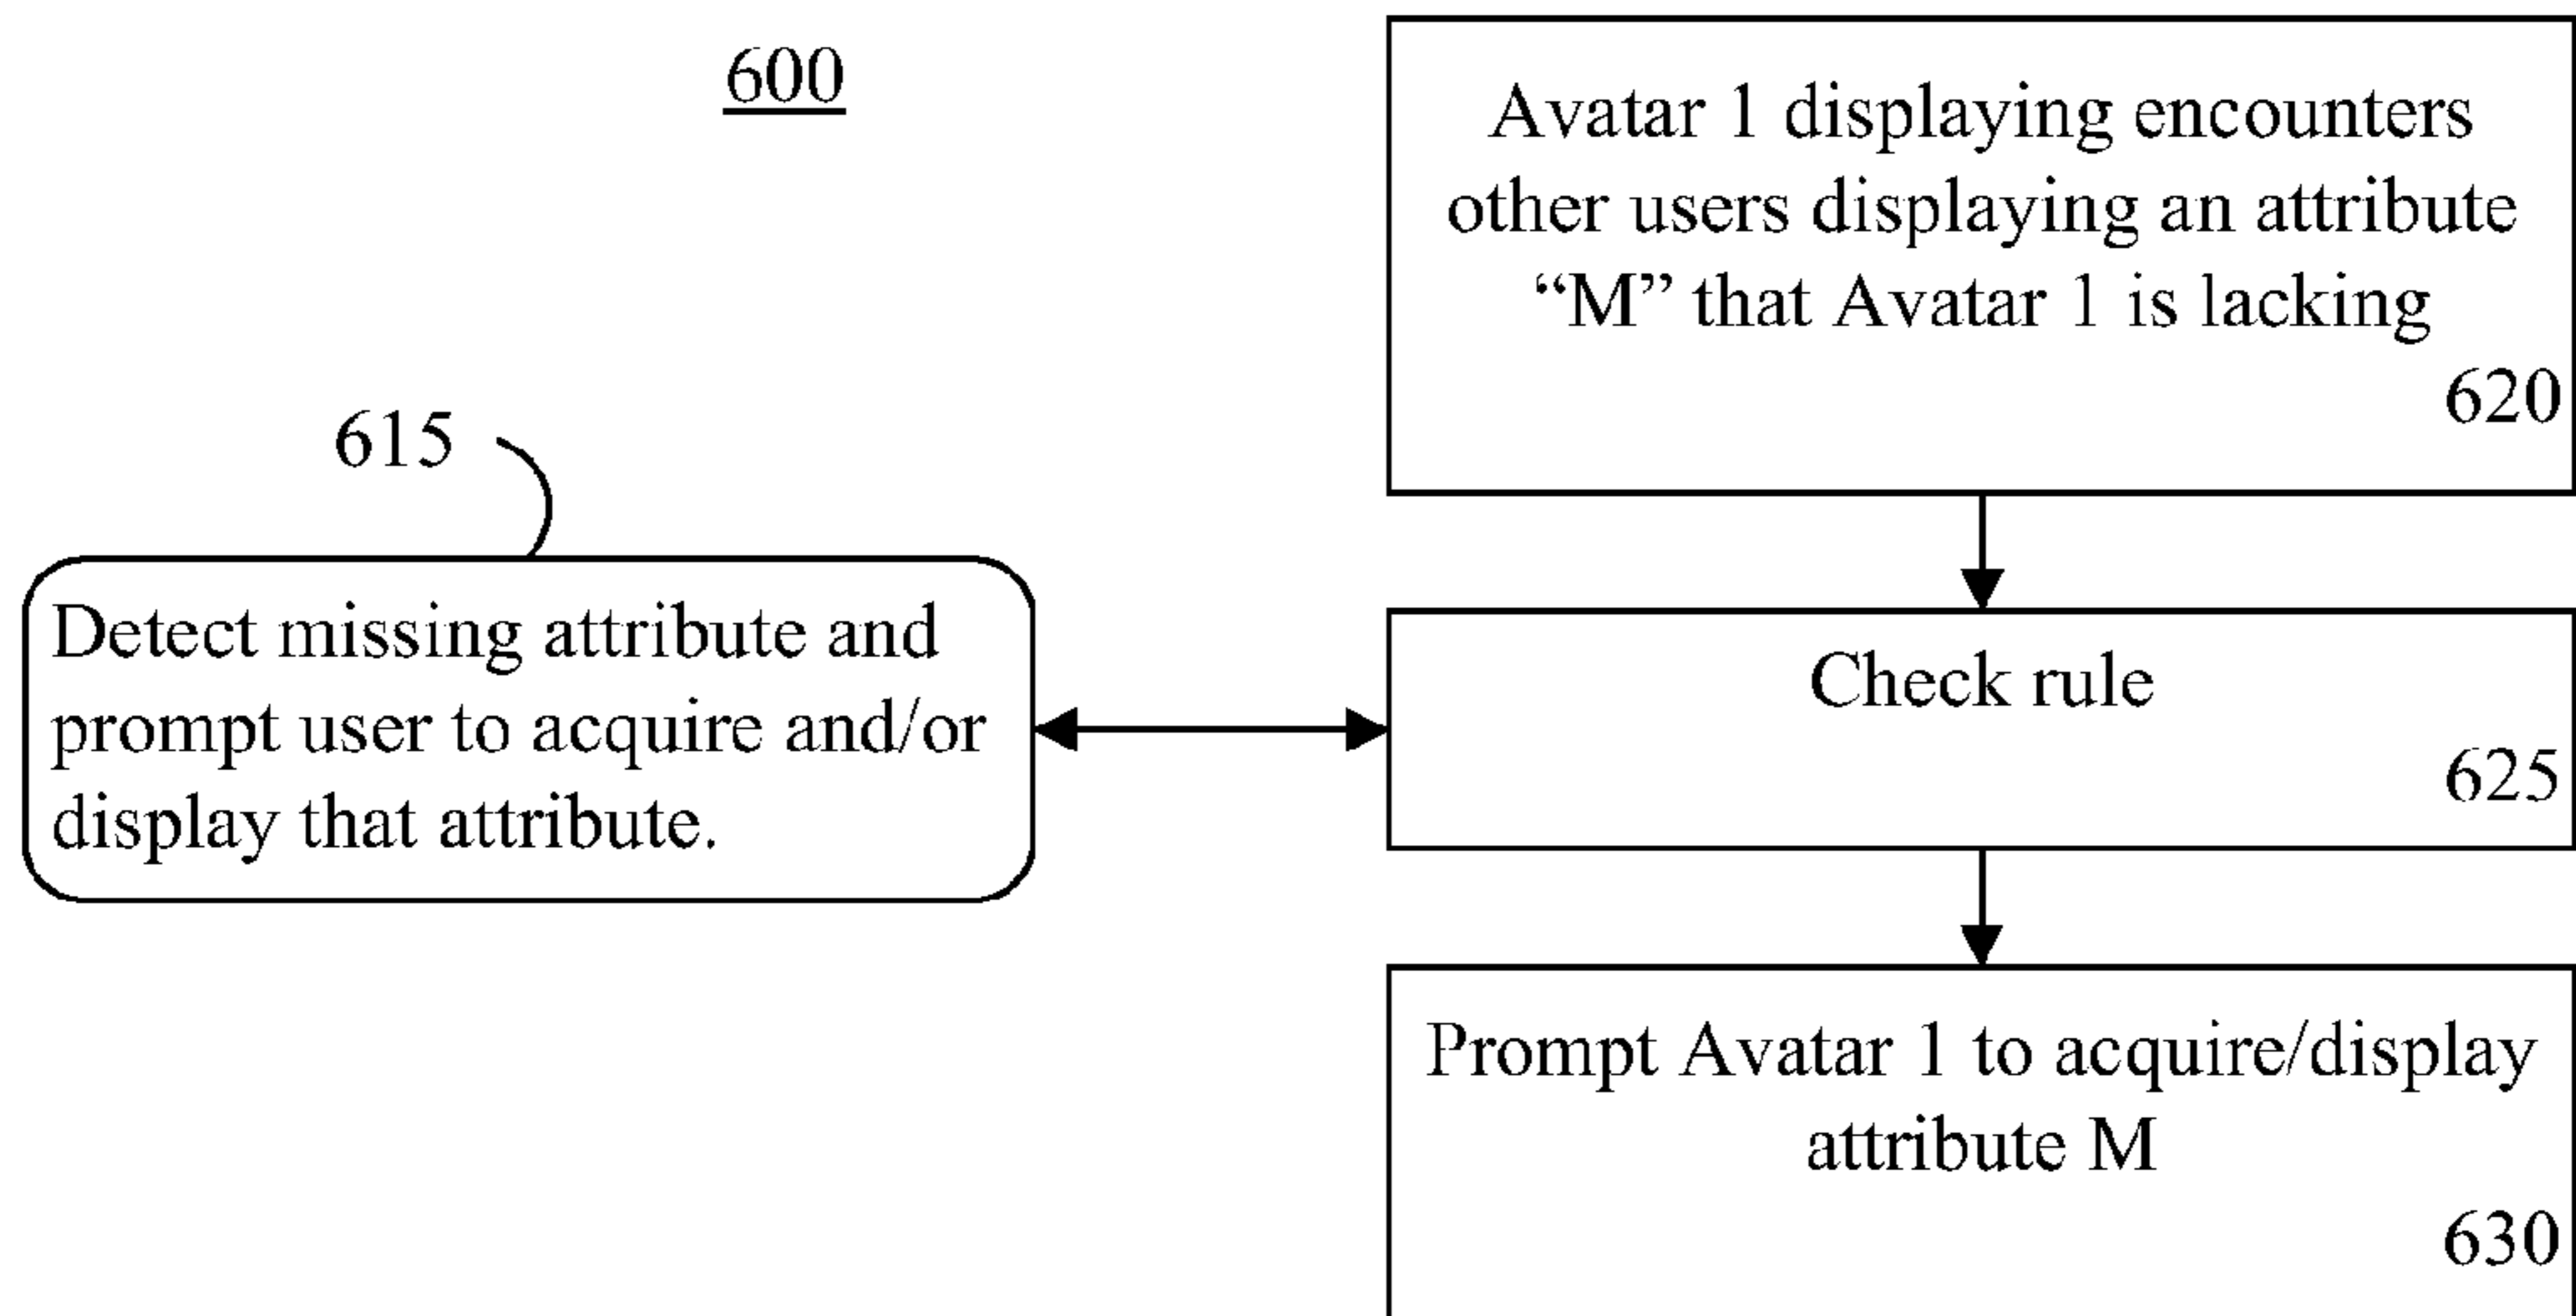 600
Avatar 1 displaying encounters
other users displaying an attribute
“M” that Avatar 1 is lacking
620
615
Detect missing attribute and
prompt user to acquire and/or
display that attribute.
Check rule
625
Prompt Avatar 1 to acquire/display
attribute M
630